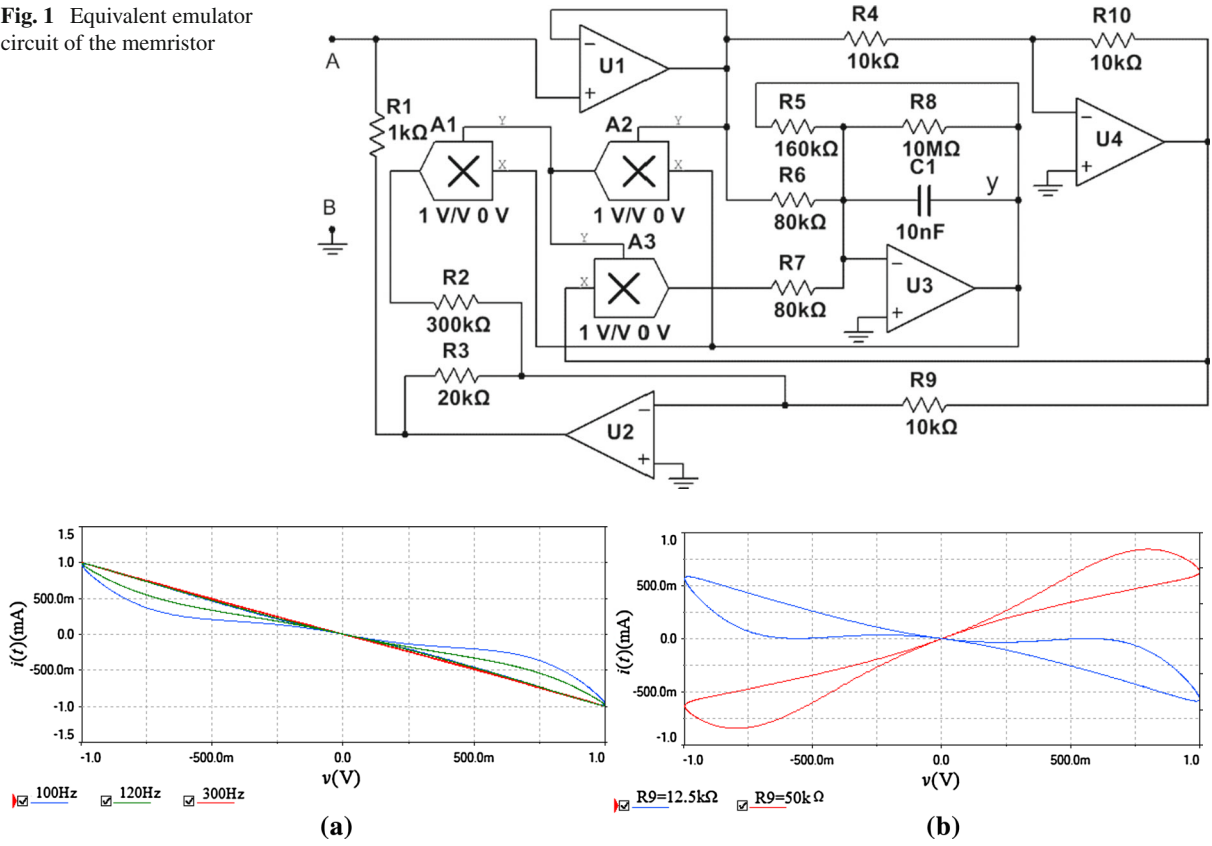 Fig. 1 Equivalent emulator
circuit of the memristor
A
B
R1
1kΩ
A1
Y
X
1 V/V 0 V
U1
−
+
A2
Y
X
1 V/V 0 V
Y
A3
X
1 V/V 0 V
R2
300kΩ
R3
20kΩ
U2
−
+
R4
10kΩ
R10
10kΩ
R5
160kΩ
R8
10MΩ
R6
80kΩ
C1
10nF
y
R7
80kΩ
U3
−
+
U4
−
+
R9
10kΩ
1.5
1.0
500.0m
0.0
-500.0m
-1.0
-1.5
i(t)(mA)
-1.0 -500.0m 0.0 500.0m 1.0
v(V)
100Hz 120Hz 300Hz
(a)
1.0
500.0m
0.0
-500.0m
-1.0
i(t)(mA)
-1.0 -500.0m 0.0 500.0m 1.0
v(V)
R9=12.5kΩ R9=50kΩ
(b)